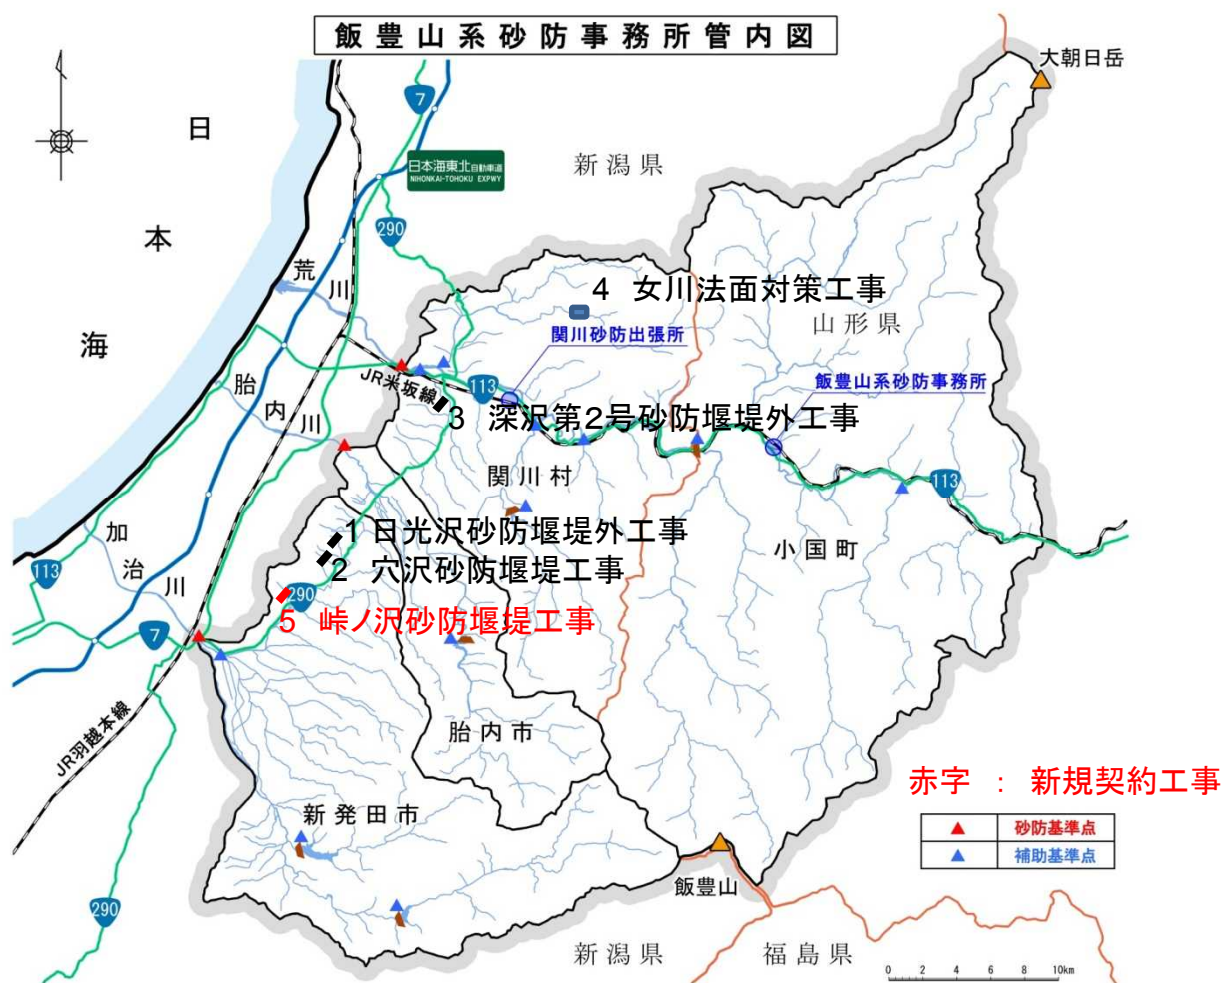 飯豊山系砂防事務所管内図
大朝日岳
7
日本海東北自動車道
NIHONKAI-TOHOKU EXPWY
新潟県
日本海
290
荒川
4 女川法面対策工事
山形県
関川砂防出張所
飯豊山系砂防事務所
JR米坂線
113
胎内川
3 深沢第2号砂防堰堤外工事
関川村
113
1 日光沢砂防堰堤外工事
加治川
小国町
2 穴沢砂防堰堤工事
113
290
5 峠ノ沢砂防堰堤工事
7
JR羽越本線
胎内市
赤字 : 新規契約工事
新発田市
砂防基準点
補助基準点
飯豊山
290
新潟県
福島県
0 2 4 6 8 10km